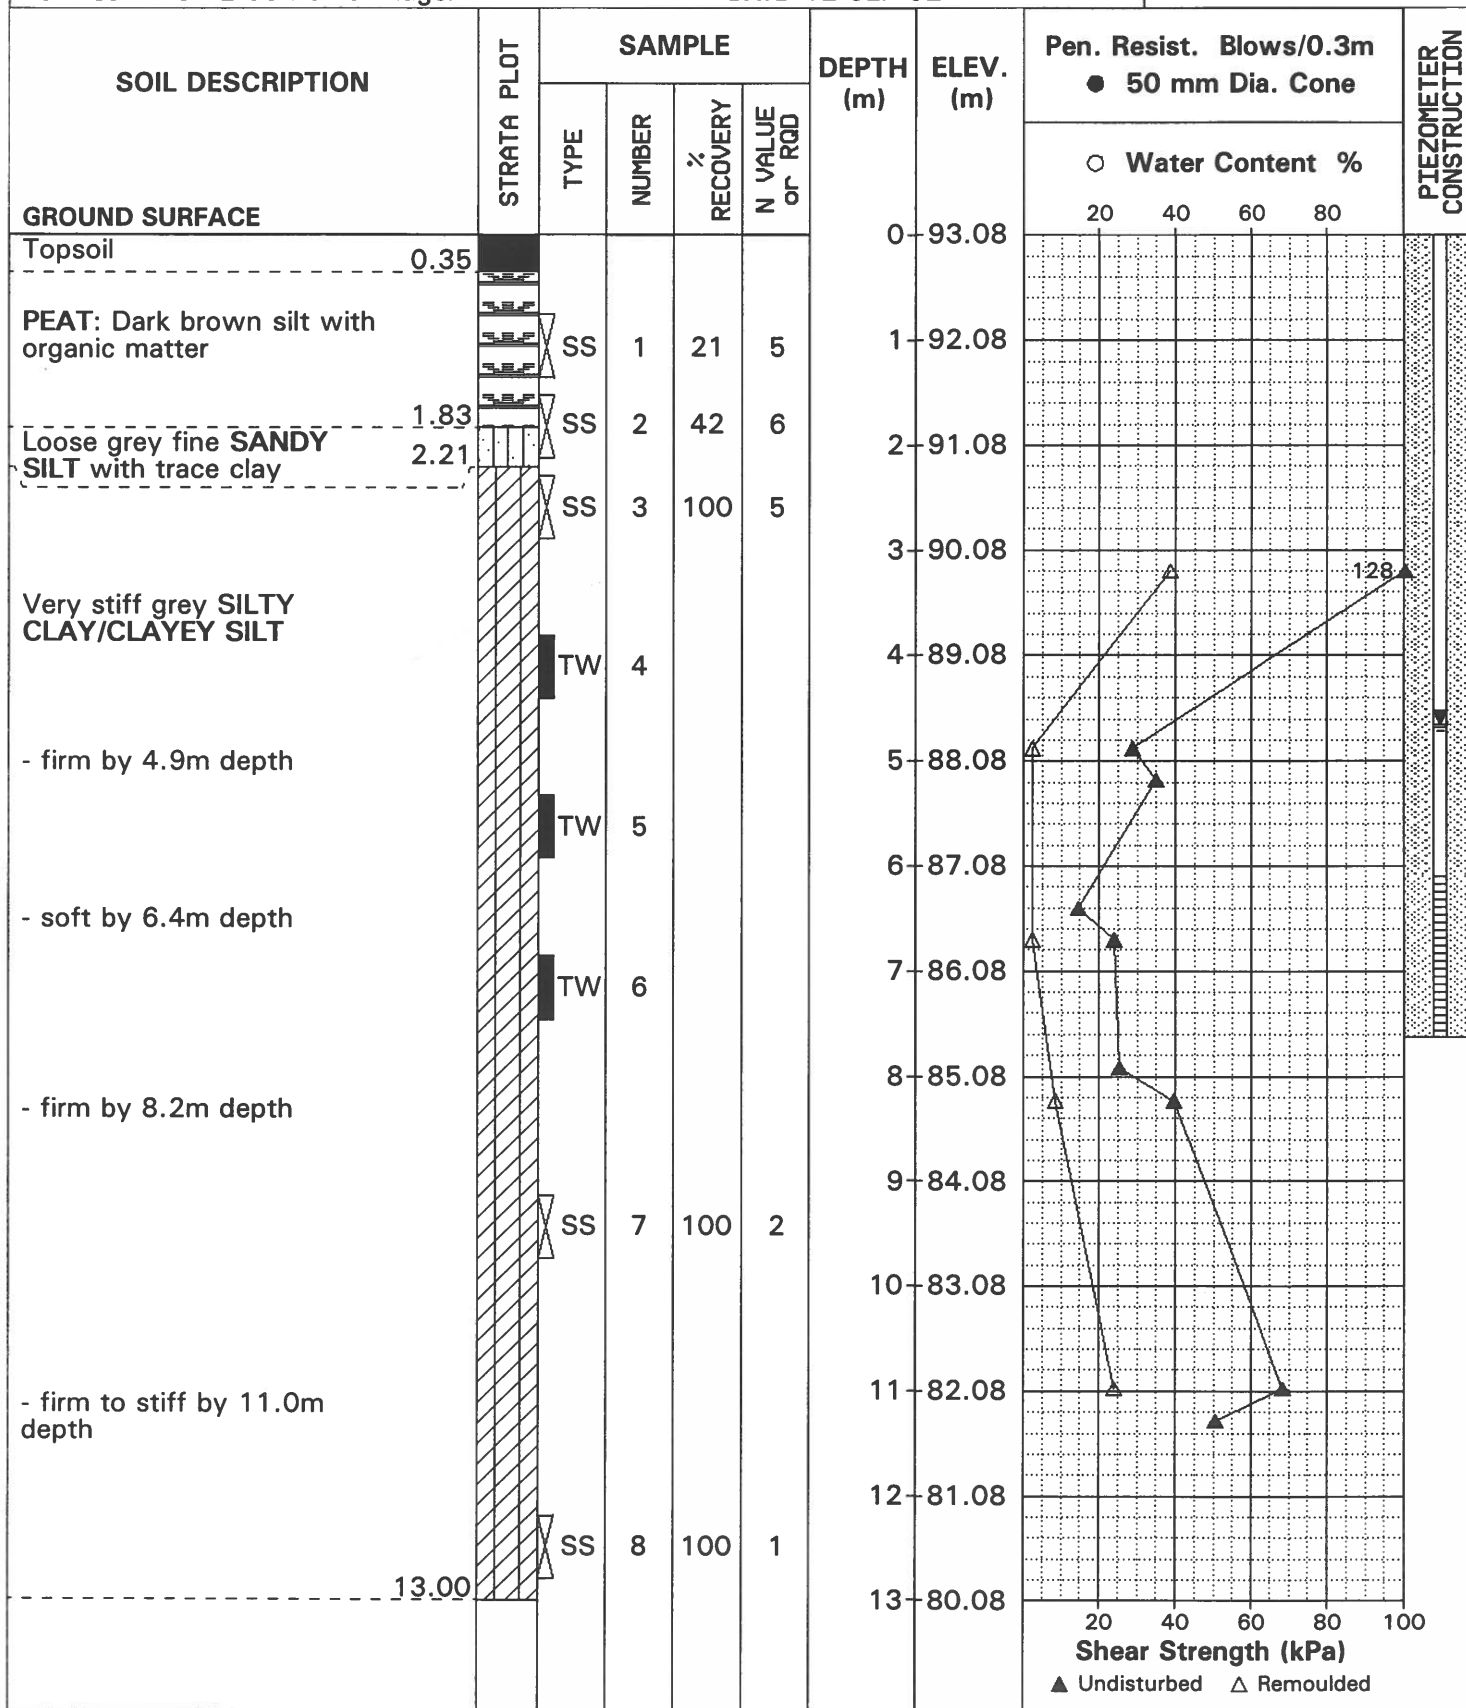 SOIL DESCRIPTION
GROUND SURFACE
STRATA PLOT
SAMPLE
TYPE
NUMBER
% RECOVERY
N VALUE or RQD
DEPTH (m)
ELEV. (m)
Pen. Resist. Blows/0.3m
● 50 mm Dia. Cone
○ Water Content %
20 40 60 80
PIEZOMETER CONSTRUCTION
0 93.08
Topsoil 0.35
PEAT: Dark brown silt with
organic matter
SS 1 21 5
1 92.08
1.83
SS 2 42 6
Loose grey fine SANDY
SILT with trace clay
2.21
2 91.08
SS 3 100 5
3 90.08
128
Very stiff grey SILTY
CLAY/CLAYEY SILT
TW 4
4 89.08
- firm by 4.9m depth
5 88.08
TW 5
6 87.08
- soft by 6.4m depth
TW 6
7 86.08
8 85.08
- firm by 8.2m depth
9 84.08
SS 7 100 2
10 83.08
- firm to stiff by 11.0m
depth
11 82.08
12 81.08
SS 8 100 1
13.00
13 80.08
20 40 60 80 100
Shear Strength (kPa)
▲ Undisturbed △ Remoulded